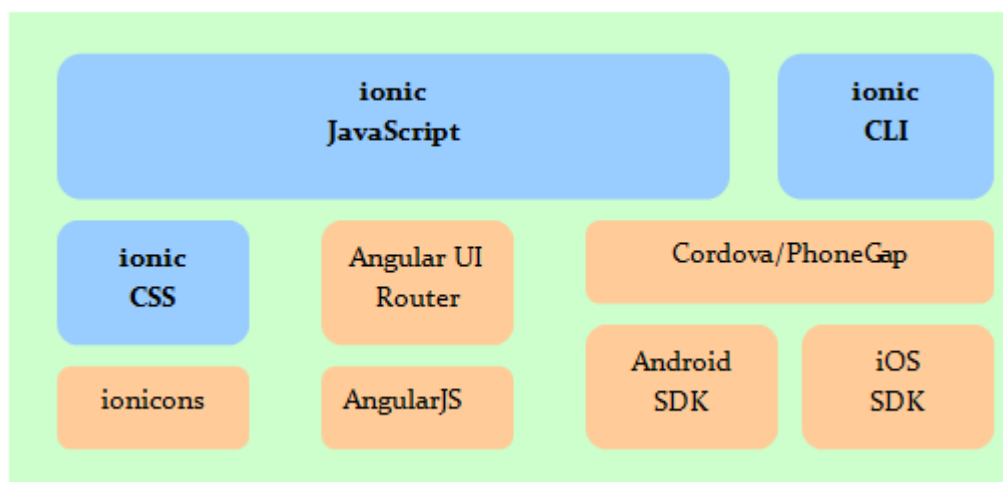 ionic
JavaScript
ionic
CLI
ionic
CSS
Angular UI
Router
Cordova/PhoneGap
ionicons
AngularJS
Android
SDK
iOS
SDK